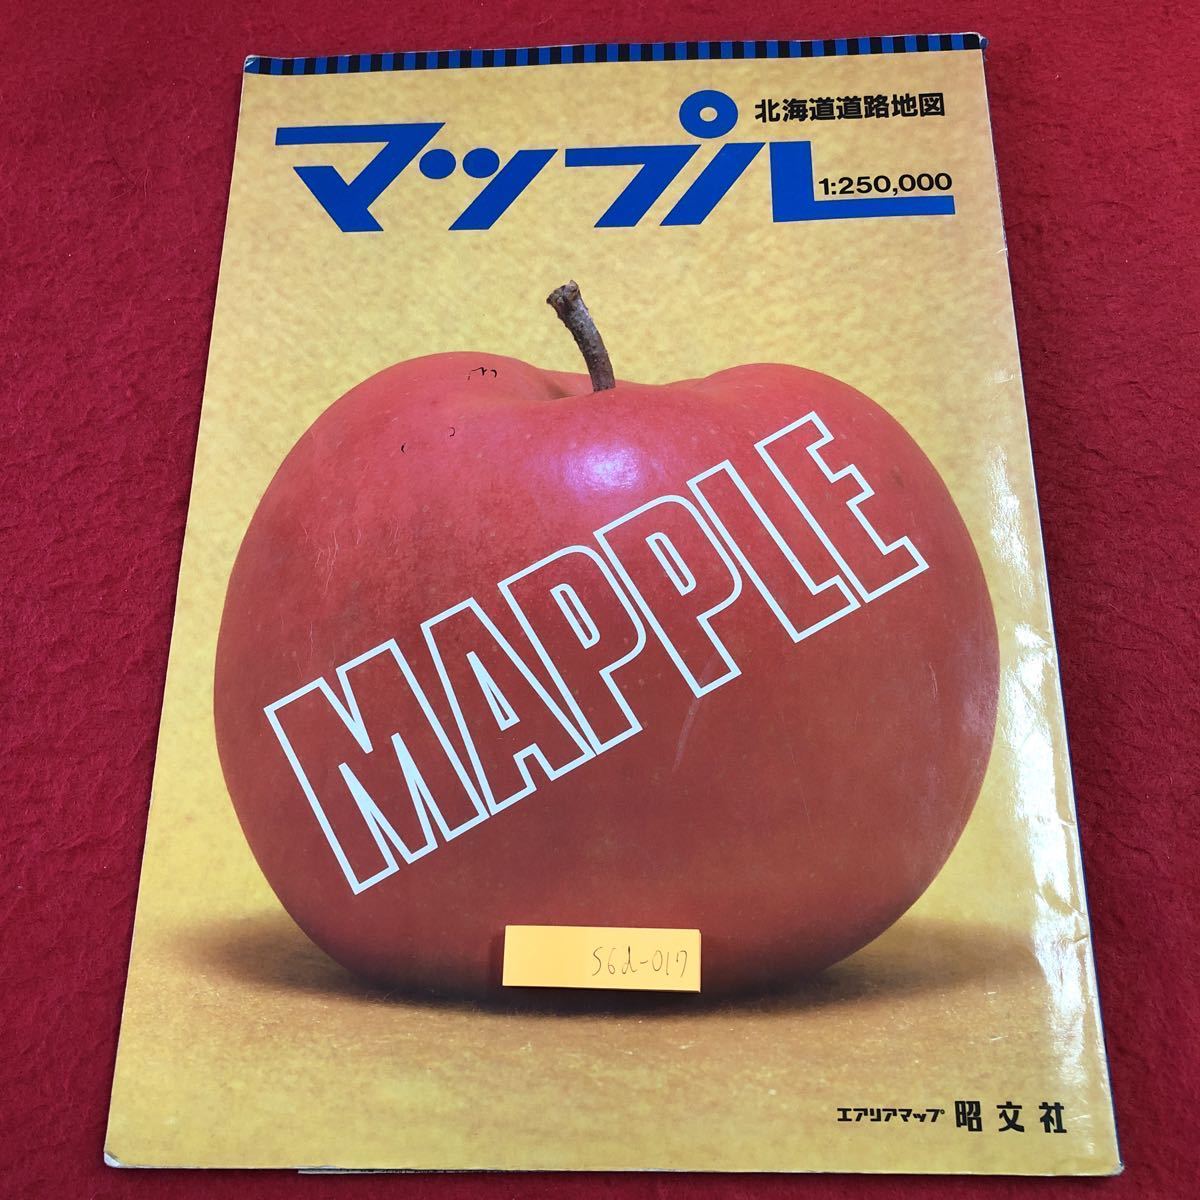 北海道道路地図
マップル
1:250,000
MAPPLE
S6d-017
エアリアマップ 昭文社